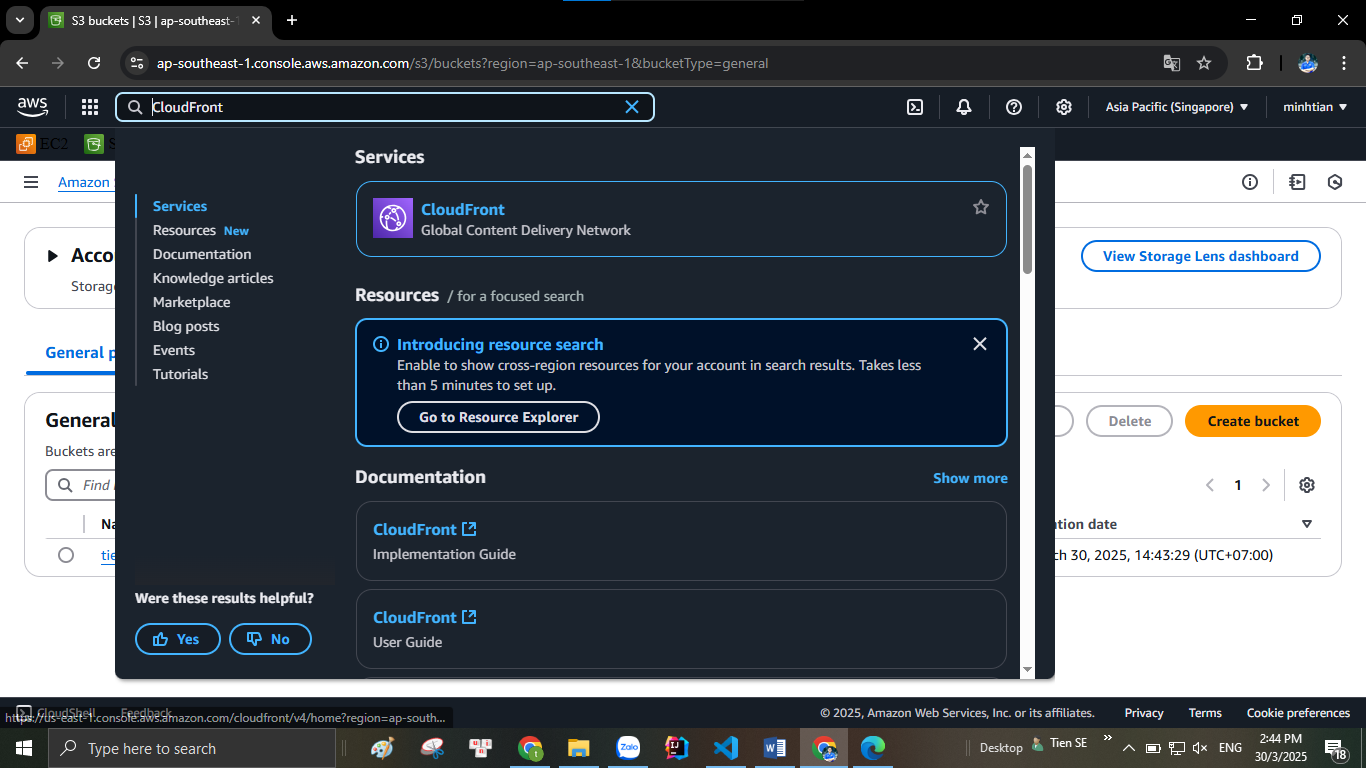 S3 buckets | S3 | ap-southeast-1
ap-southeast-1.console.aws.amazon.com/s3/buckets?region=ap-southeast-1&bucketType=general
aws
CloudFront
Asia Pacific (Singapore)
minhtian
EC2
S
Amazon S
Services
Services
Resources New
Documentation
Knowledge articles
Marketplace
Blog posts
Events
Tutorials
CloudFront
Global Content Delivery Network
Resources / for a focused search
Introducing resource search
Enable to show cross-region resources for your account in search results. Takes less
than 5 minutes to set up.
Go to Resource Explorer
Documentation
Show more
CloudFront
Implementation Guide
CloudFront
User Guide
Were these results helpful?
Yes
No
Acco
Storag
View Storage Lens dashboard
General p
General
Buckets are
Delete
Create bucket
Find
1
Na
tion date
tie
ch 30, 2025, 14:43:29 (UTC+07:00)
CloudShell
Feedback
https://us-east-1.console.aws.amazon.com/cloudfront/v4/home?region=ap-south...
© 2025, Amazon Web Services, Inc. or its affiliates.
Privacy
Terms
Cookie preferences
Type here to search
Zalo
Desktop
Tien SE
ENG
2:44 PM
30/3/2025
18